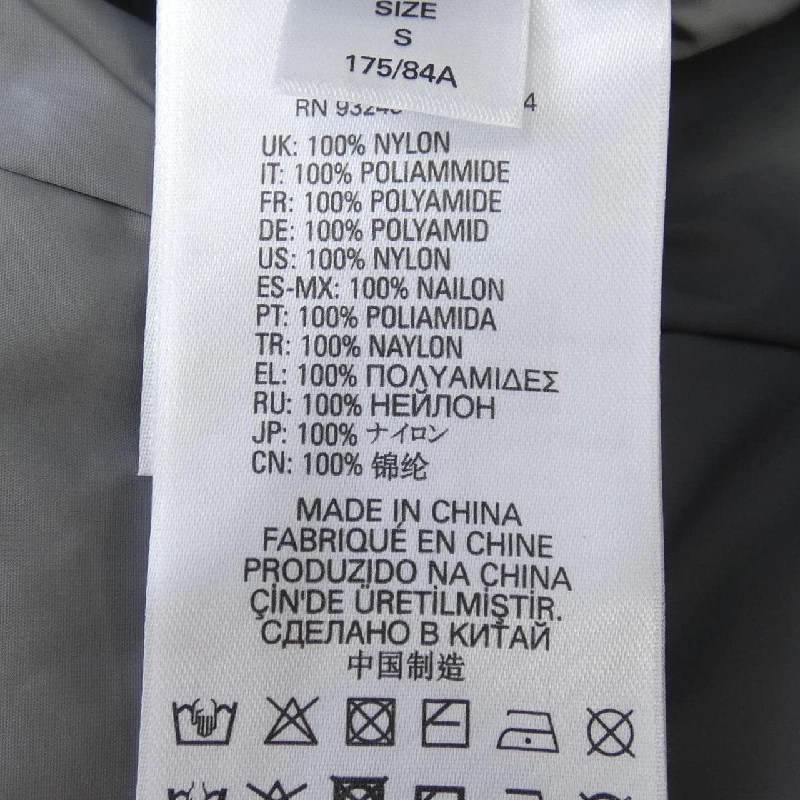 SIZE
S
175/84A
RN 93243 4
UK: 100% NYLON
IT: 100% POLIAMMIDE
FR: 100% POLYAMIDE
DE: 100% POLYAMID
US: 100% NYLON
ES-MX: 100% NAILON
PT: 100% POLIAMIDA
TR: 100% NAYLON
EL: 100% ΠΟΛΥΑΜΙΔΕΣ
RU: 100% НЕЙЛОН
JP: 100% ナイロン
CN: 100% 锦纶
MADE IN CHINA
FABRIQUÉ EN CHINE
PRODUZIDO NA CHINA
ÇİN'DE ÜRETİLMİŞTİR.
СДЕЛАНО В КИТАЙ
中国制造